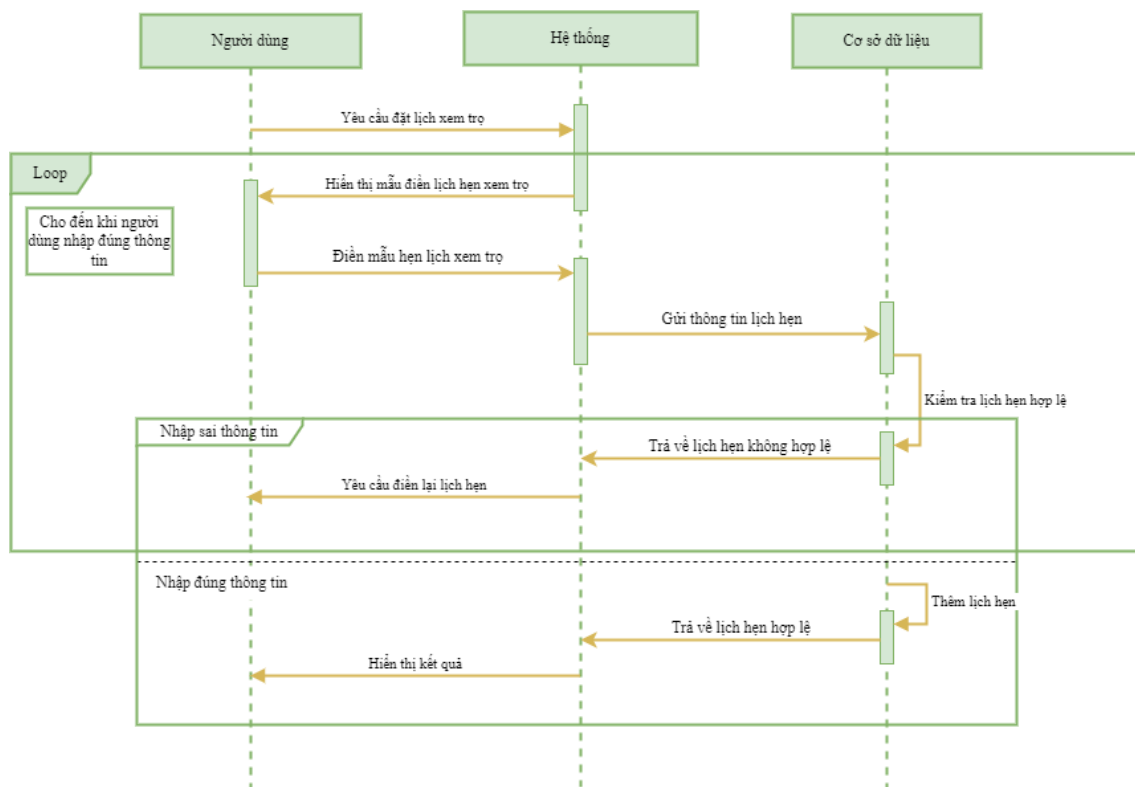 Người dùng
Hệ thống
Cơ sở dữ liệu
Yêu cầu đặt lịch xem trọ
Loop
Hiển thị mẫu điền lịch hẹn xem trọ
Cho đến khi người
dùng nhập đúng thông
tin
Điền mẫu hẹn lịch xem trọ
Gửi thông tin lịch hẹn
Kiểm tra lịch hẹn hợp lệ
Nhập sai thông tin
Trả về lịch hẹn không hợp lệ
Yêu cầu điền lại lịch hẹn
Nhập đúng thông tin
Thêm lịch hẹn
Trả về lịch hẹn hợp lệ
Hiển thị kết quả